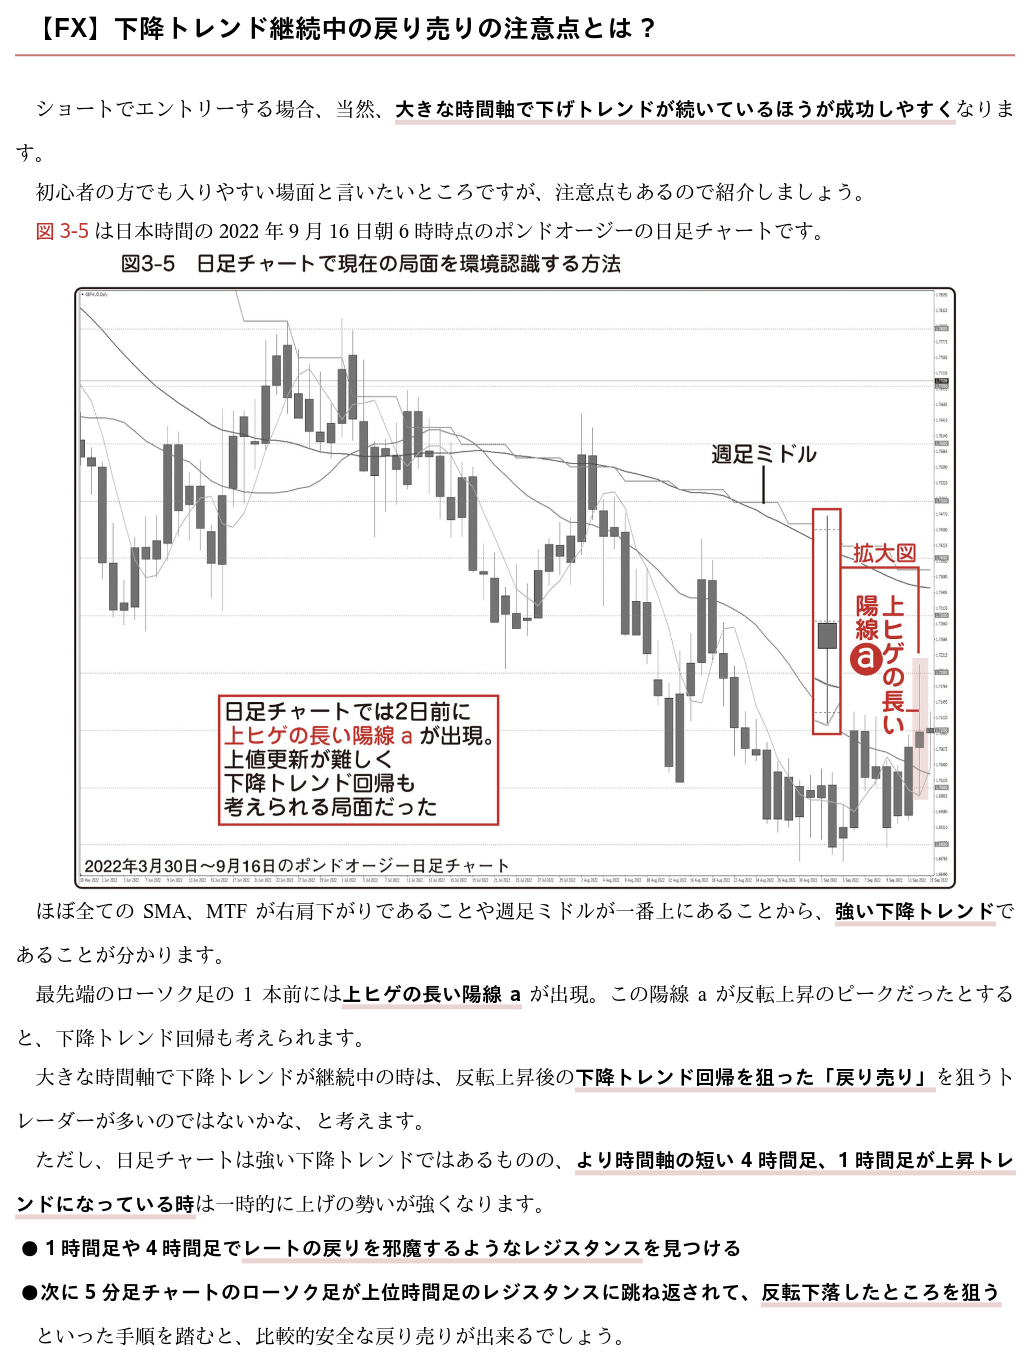 【FX】下降トレンド継続中の戻り売りの注意点とは？
ショートでエントリーする場合、当然、大きな時間軸で下げトレンドが続いているほうが成功しやすくなりま
す。
初心者の方でも入りやすい場面と言いたいところですが、注意点もあるので紹介しましょう。
図 3-5 は日本時間の 2022 年 9 月 16 日朝 6 時時点のポンドオージーの日足チャートです。
図3-5　日足チャートで現在の局面を環境認識する方法
週足ミドル
拡大図
上ヒゲの長い
陽線a
日足チャートでは2日前に
上ヒゲの長い陽線 a が出現。
上値更新が難しく
下降トレンド回帰も
考えられる局面だった
2022年3月30日〜9月16日のポンドオージー日足チャート
ほぼ全ての SMA、MTF が右肩下がりであることや週足ミドルが一番上にあることから、強い下降トレンドで
あることが分かります。
最先端のローソク足の 1 本前には上ヒゲの長い陽線 a が出現。この陽線 a が反転上昇のピークだったとする
と、下降トレンド回帰も考えられます。
大きな時間軸で下降トレンドが継続中の時は、反転上昇後の下降トレンド回帰を狙った「戻り売り」を狙うト
レーダーが多いのではないかな、と考えます。
ただし、日足チャートは強い下降トレンドではあるものの、より時間軸の短い 4 時間足、1 時間足が上昇トレ
ンドになっている時は一時的に上げの勢いが強くなります。
● 1 時間足や 4 時間足でレートの戻りを邪魔するようなレジスタンスを見つける
●次に 5 分足チャートのローソク足が上位時間足のレジスタンスに跳ね返されて、反転下落したところを狙う
といった手順を踏むと、比較的安全な戻り売りが出来るでしょう。